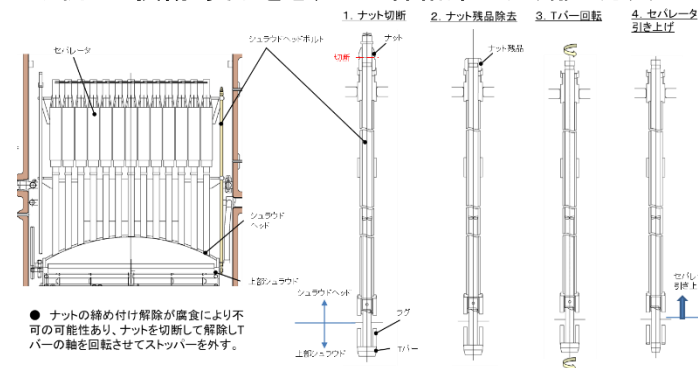 1. ナット切断
2. ナット残品除去
3. Tバー回転
4. セパレータ
引き上げ
シュラウドヘッドボルト
セパレータ
ナット
切断
ナット残品
シュラウド
ヘッド
上部シュラウド
シュラウドヘッド
上部シュラウド
ラグ
Tバー
セパレ
引き上
● ナットの締め付け解除が腐食により不
可の可能性あり、ナットを切断して解除しT
バーの軸を回転させてストッパーを外す。